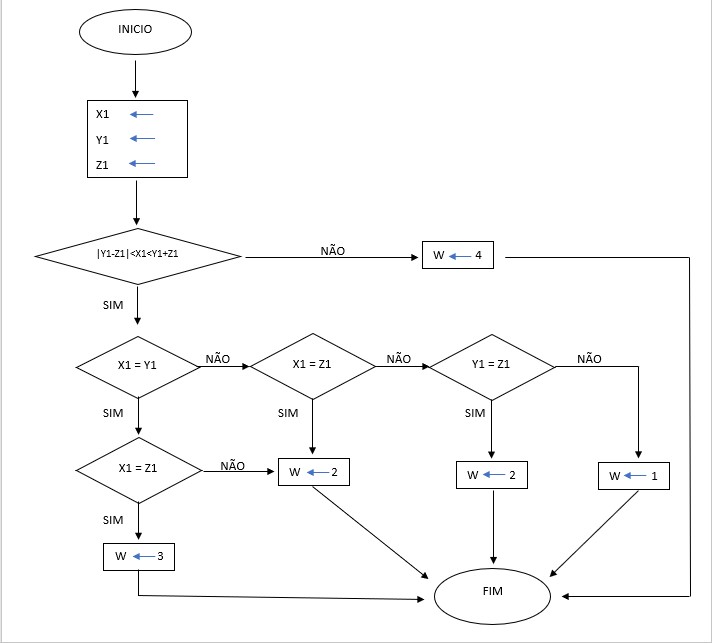 INICIO
X1 ←
Y1 ←
Z1 ←
|Y1-Z1|<X1<Y1+Z1
NÃO
W ← 4
SIM
X1 = Y1
NÃO
X1 = Z1
NÃO
Y1 = Z1
NÃO
SIM
SIM
SIM
X1 = Z1
NÃO
W ← 2
W ← 2
W ← 1
SIM
W ← 3
FIM